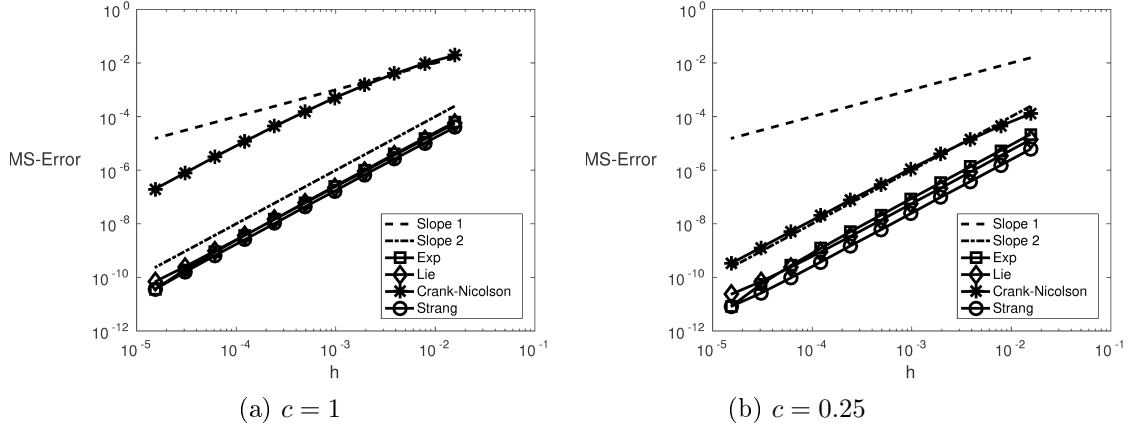 10^0
10^-2
10^-4
MS-Error
10^-6
10^-8
10^-10
10^-12
Slope 1
Slope 2
Exp
Lie
Crank-Nicolson
Strang
10^-5
10^-4
10^-3
10^-2
10^-1
h
(a) c = 1
10^0
10^-2
10^-4
MS-Error
10^-6
10^-8
10^-10
10^-12
Slope 1
Slope 2
Exp
Lie
Crank-Nicolson
Strang
10^-5
10^-4
10^-3
10^-2
10^-1
h
(b) c = 0.25